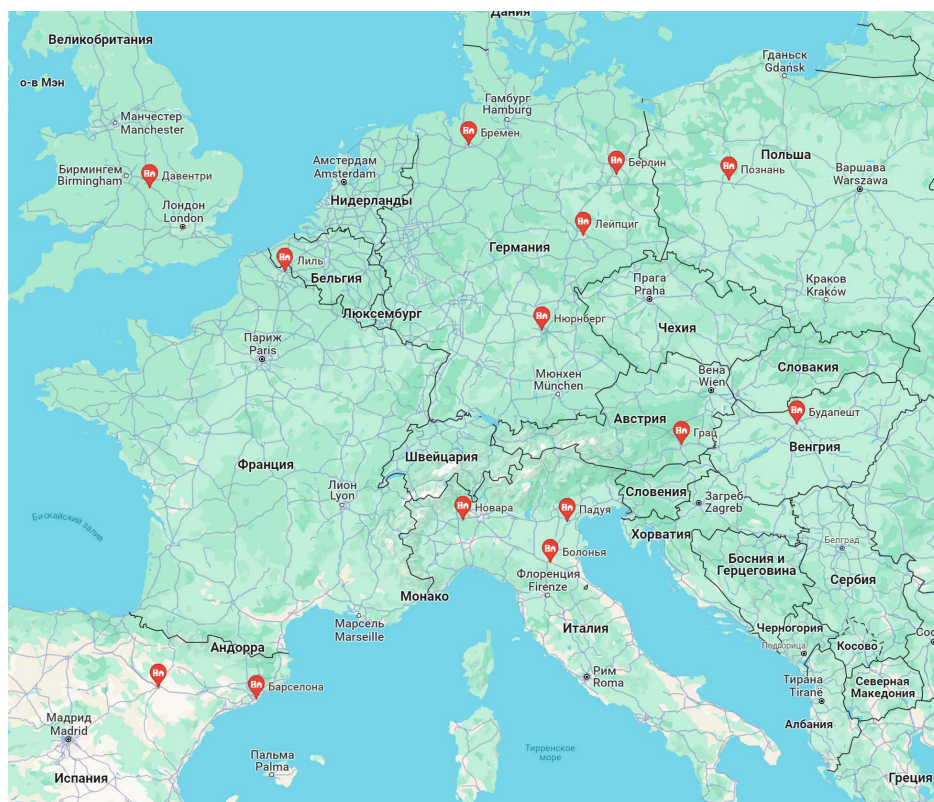 Дания
Великобритания
о-в Мэн
Гданьск
Gdańsk
Гамбург
Hamburg
Манчестер
Manchester
Бремен
Бирмингем
Birmingham
Давентри
Амстердам
Amsterdam
Берлин
Познань
Польша
Варшава
Warszawa
Нидерланды
Лондон
London
Лейпциг
Германия
Лиль
Бельгия
Прага
Praha
Краков
Kraków
Люксембург
Нюрнберг
Чехия
Париж
Paris
Мюнхен
München
Вена
Wien
Словакия
Австрия
Будапешт
Грац
Венгрия
Швейцария
Франция
Лион
Lyon
Словения
Загреб
Zagreb
Новара
Падуя
Бискайский залив
Хорватия
Белград
Болонья
Босния и
Герцеговина
Флоренция
Firenze
Сербия
Монако
Марсель
Marseille
Италия
Черногория
Подгорица
Косово
Соф
Андорра
Рим
Roma
Тирана
Tiranë
Северная
Македония
Барселона
Мадрид
Madrid
Албания
Пальма
Palma
Тирренское
море
Испания
Греция